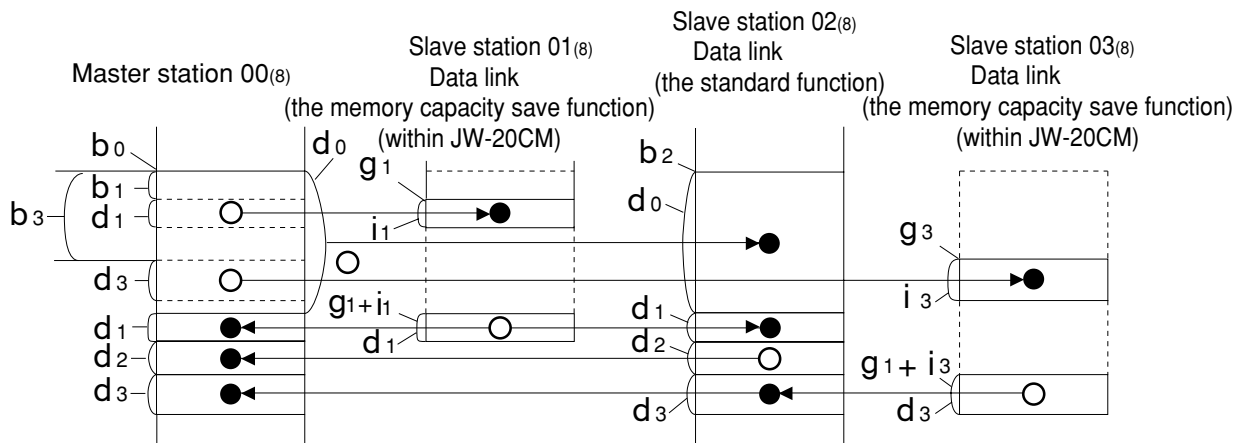 Master station 00(8)
Slave station 01(8)
Data link
(the memory capacity save function)
(within JW-20CM)
Slave station 02(8)
Data link
(the standard function)
Slave station 03(8)
Data link
(the memory capacity save function)
(within JW-20CM)
b0
b1
b3
d1
d3
d1
d2
d3
d0
g1
i1
g1+i1
d1
b2
d0
d1
d2
d3
g3
i3
g1 + i3
d3